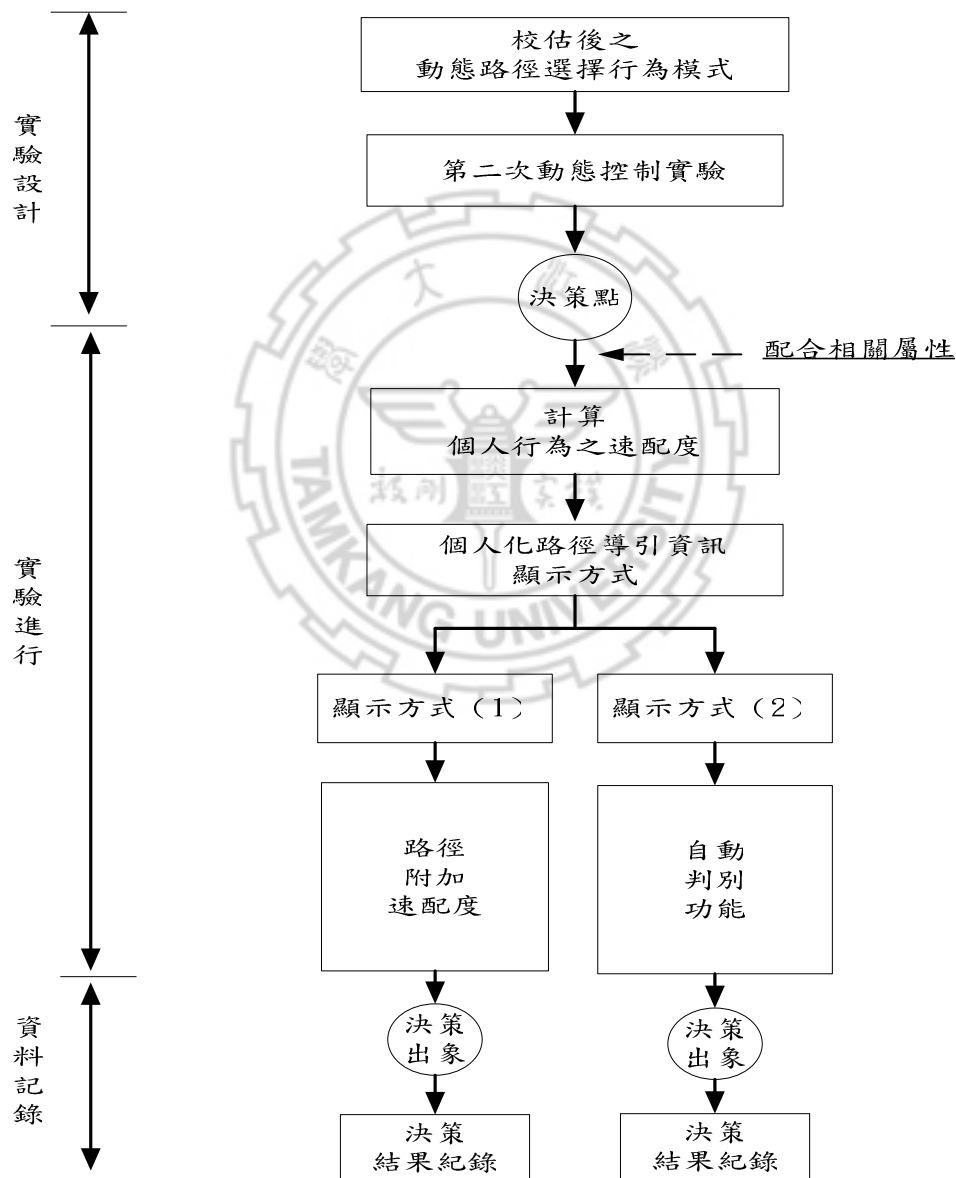 校估後之
動態路徑選擇行為模式
實驗設計
第二次動態控制實驗
決策點
配合相關屬性
計算
個人行為之速配度
個人化路徑導引資訊
顯示方式
實驗進行
顯示方式（1）
顯示方式（2）
路徑
附加
速配度
自動
判別
功能
資料記錄
決策
出象
決策
出象
決策
結果紀錄
決策
結果紀錄
TAMKANG UNIVERSITY